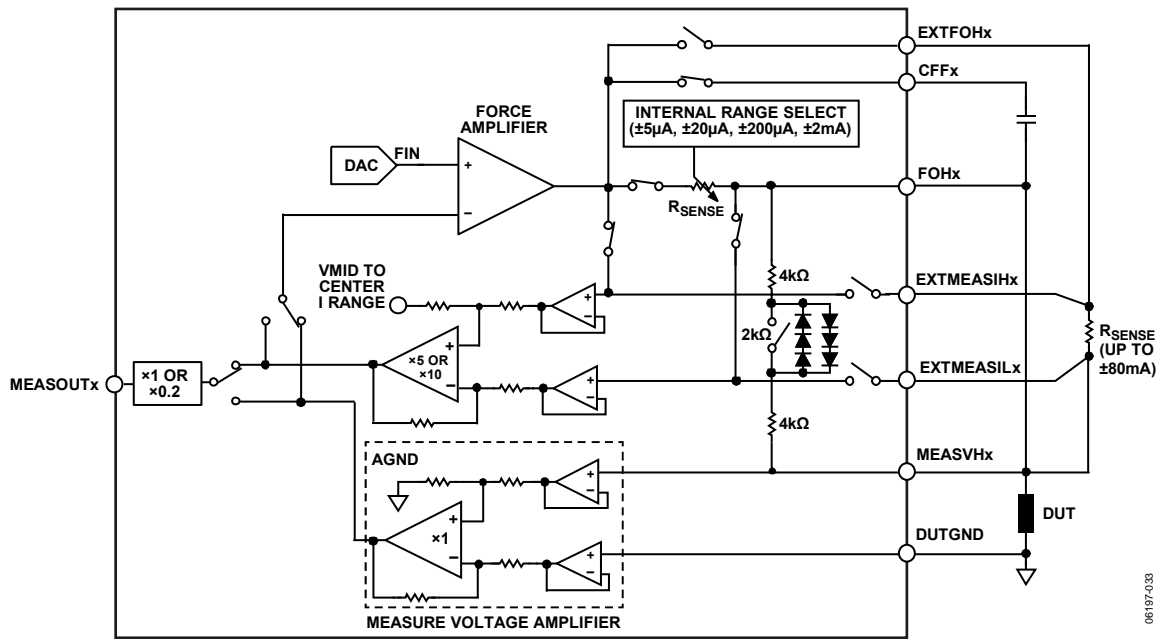 EXTFOHx
CFFx
FORCE
AMPLIFIER
INTERNAL RANGE SELECT
(±5µA, ±20µA, ±200µA, ±2mA)
DAC
FIN
+
−
FOHx
RSENSE
VMID TO
CENTER
I RANGE
4kΩ
EXTMEASIHx
+
−
2kΩ
RSENSE
(UP TO
±80mA)
×1 OR
×0.2
MEASOUTx
+
×5 OR
×10
−
+
−
EXTMEASILx
4kΩ
AGND
MEASVHx
+
−
DUT
+
×1
−
DUTGND
+
−
MEASURE VOLTAGE AMPLIFIER
06197-033